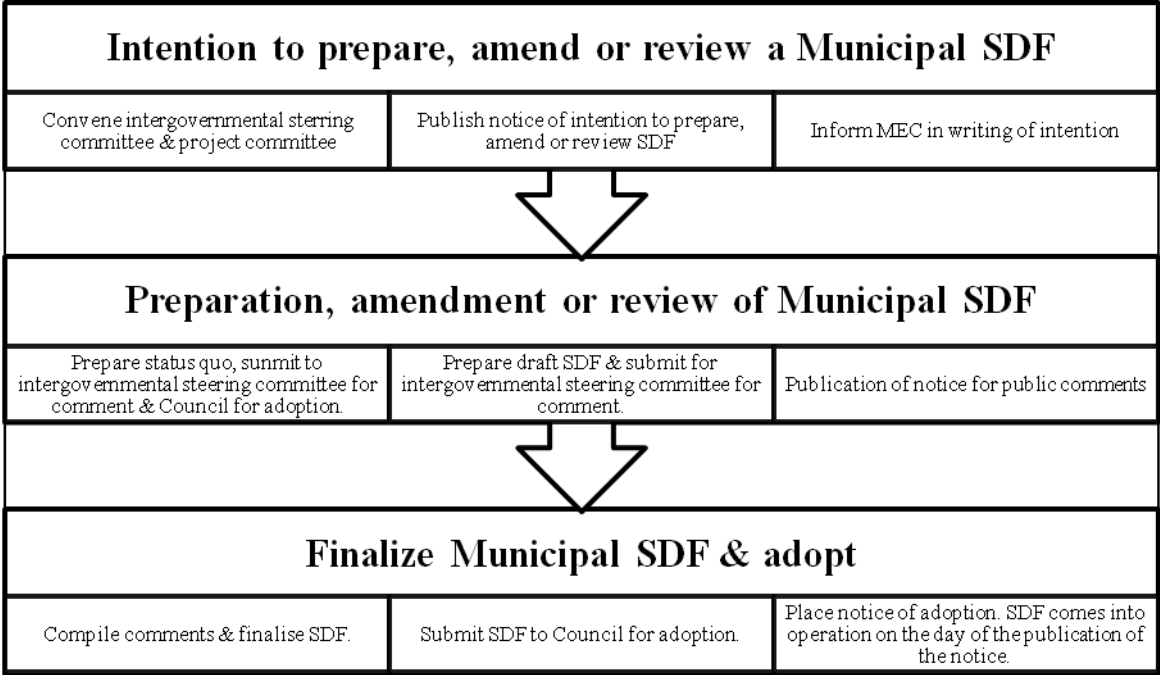 Intention to prepare, amend or review a Municipal SDF
Convene intergovernmental sterring
committee & project committee
Publish notice of intention to prepare,
amend or review SDF
Inform MEC in writing of intention
Preparation, amendment or review of Municipal SDF
Prepare status quo, sunmit to
intergovernmental steering committee for
comment & Council for adoption.
Prepare draft SDF & submit for
intergovernmental steering committee for
comment.
Publication of notice for public comments
Finalize Municipal SDF & adopt
Compile comments & finalise SDF.
Submit SDF to Council for adoption.
Place notice of adoption. SDF comes into
operation on the day of the publication of
the notice.